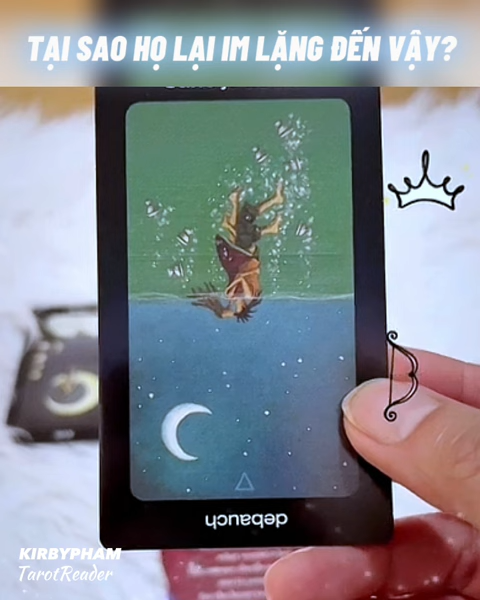 TẠI SAO HỌ LẠI IM LẶNG ĐẾN VẬY?
debauch
KIRBYPHAM
TarotReader